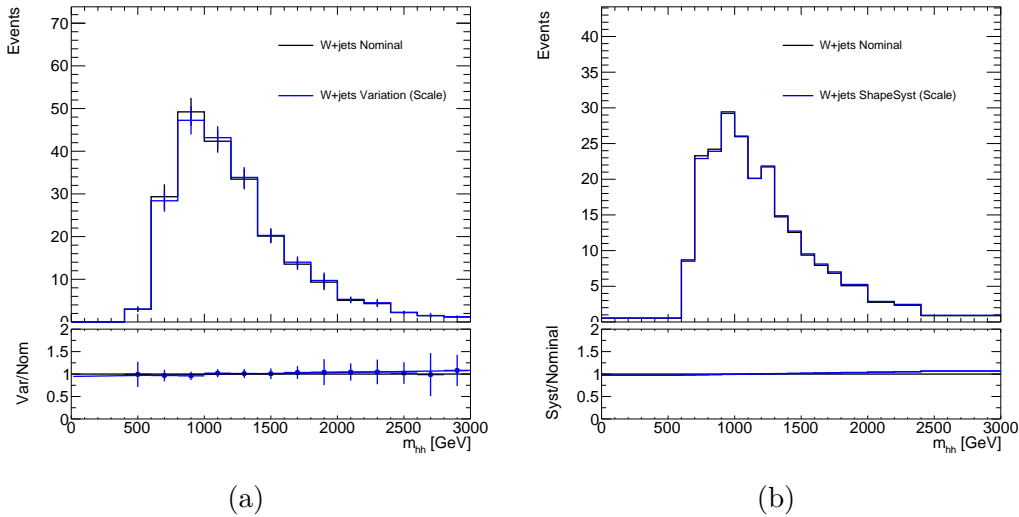 Events
70
60
50
40
30
20
10
0
W+jets Nominal
W+jets Variation (Scale)
Var/Nom
2
1.5
1
0.5
0
0 500 1000 1500 2000 2500 3000
m_hh [GeV]
(a)
Events
40
35
30
25
20
15
10
5
0
W+jets Nominal
W+jets ShapeSyst (Scale)
Syst/Nominal
2
1.5
1
0.5
0
0 500 1000 1500 2000 2500 3000
m_hh [GeV]
(b)